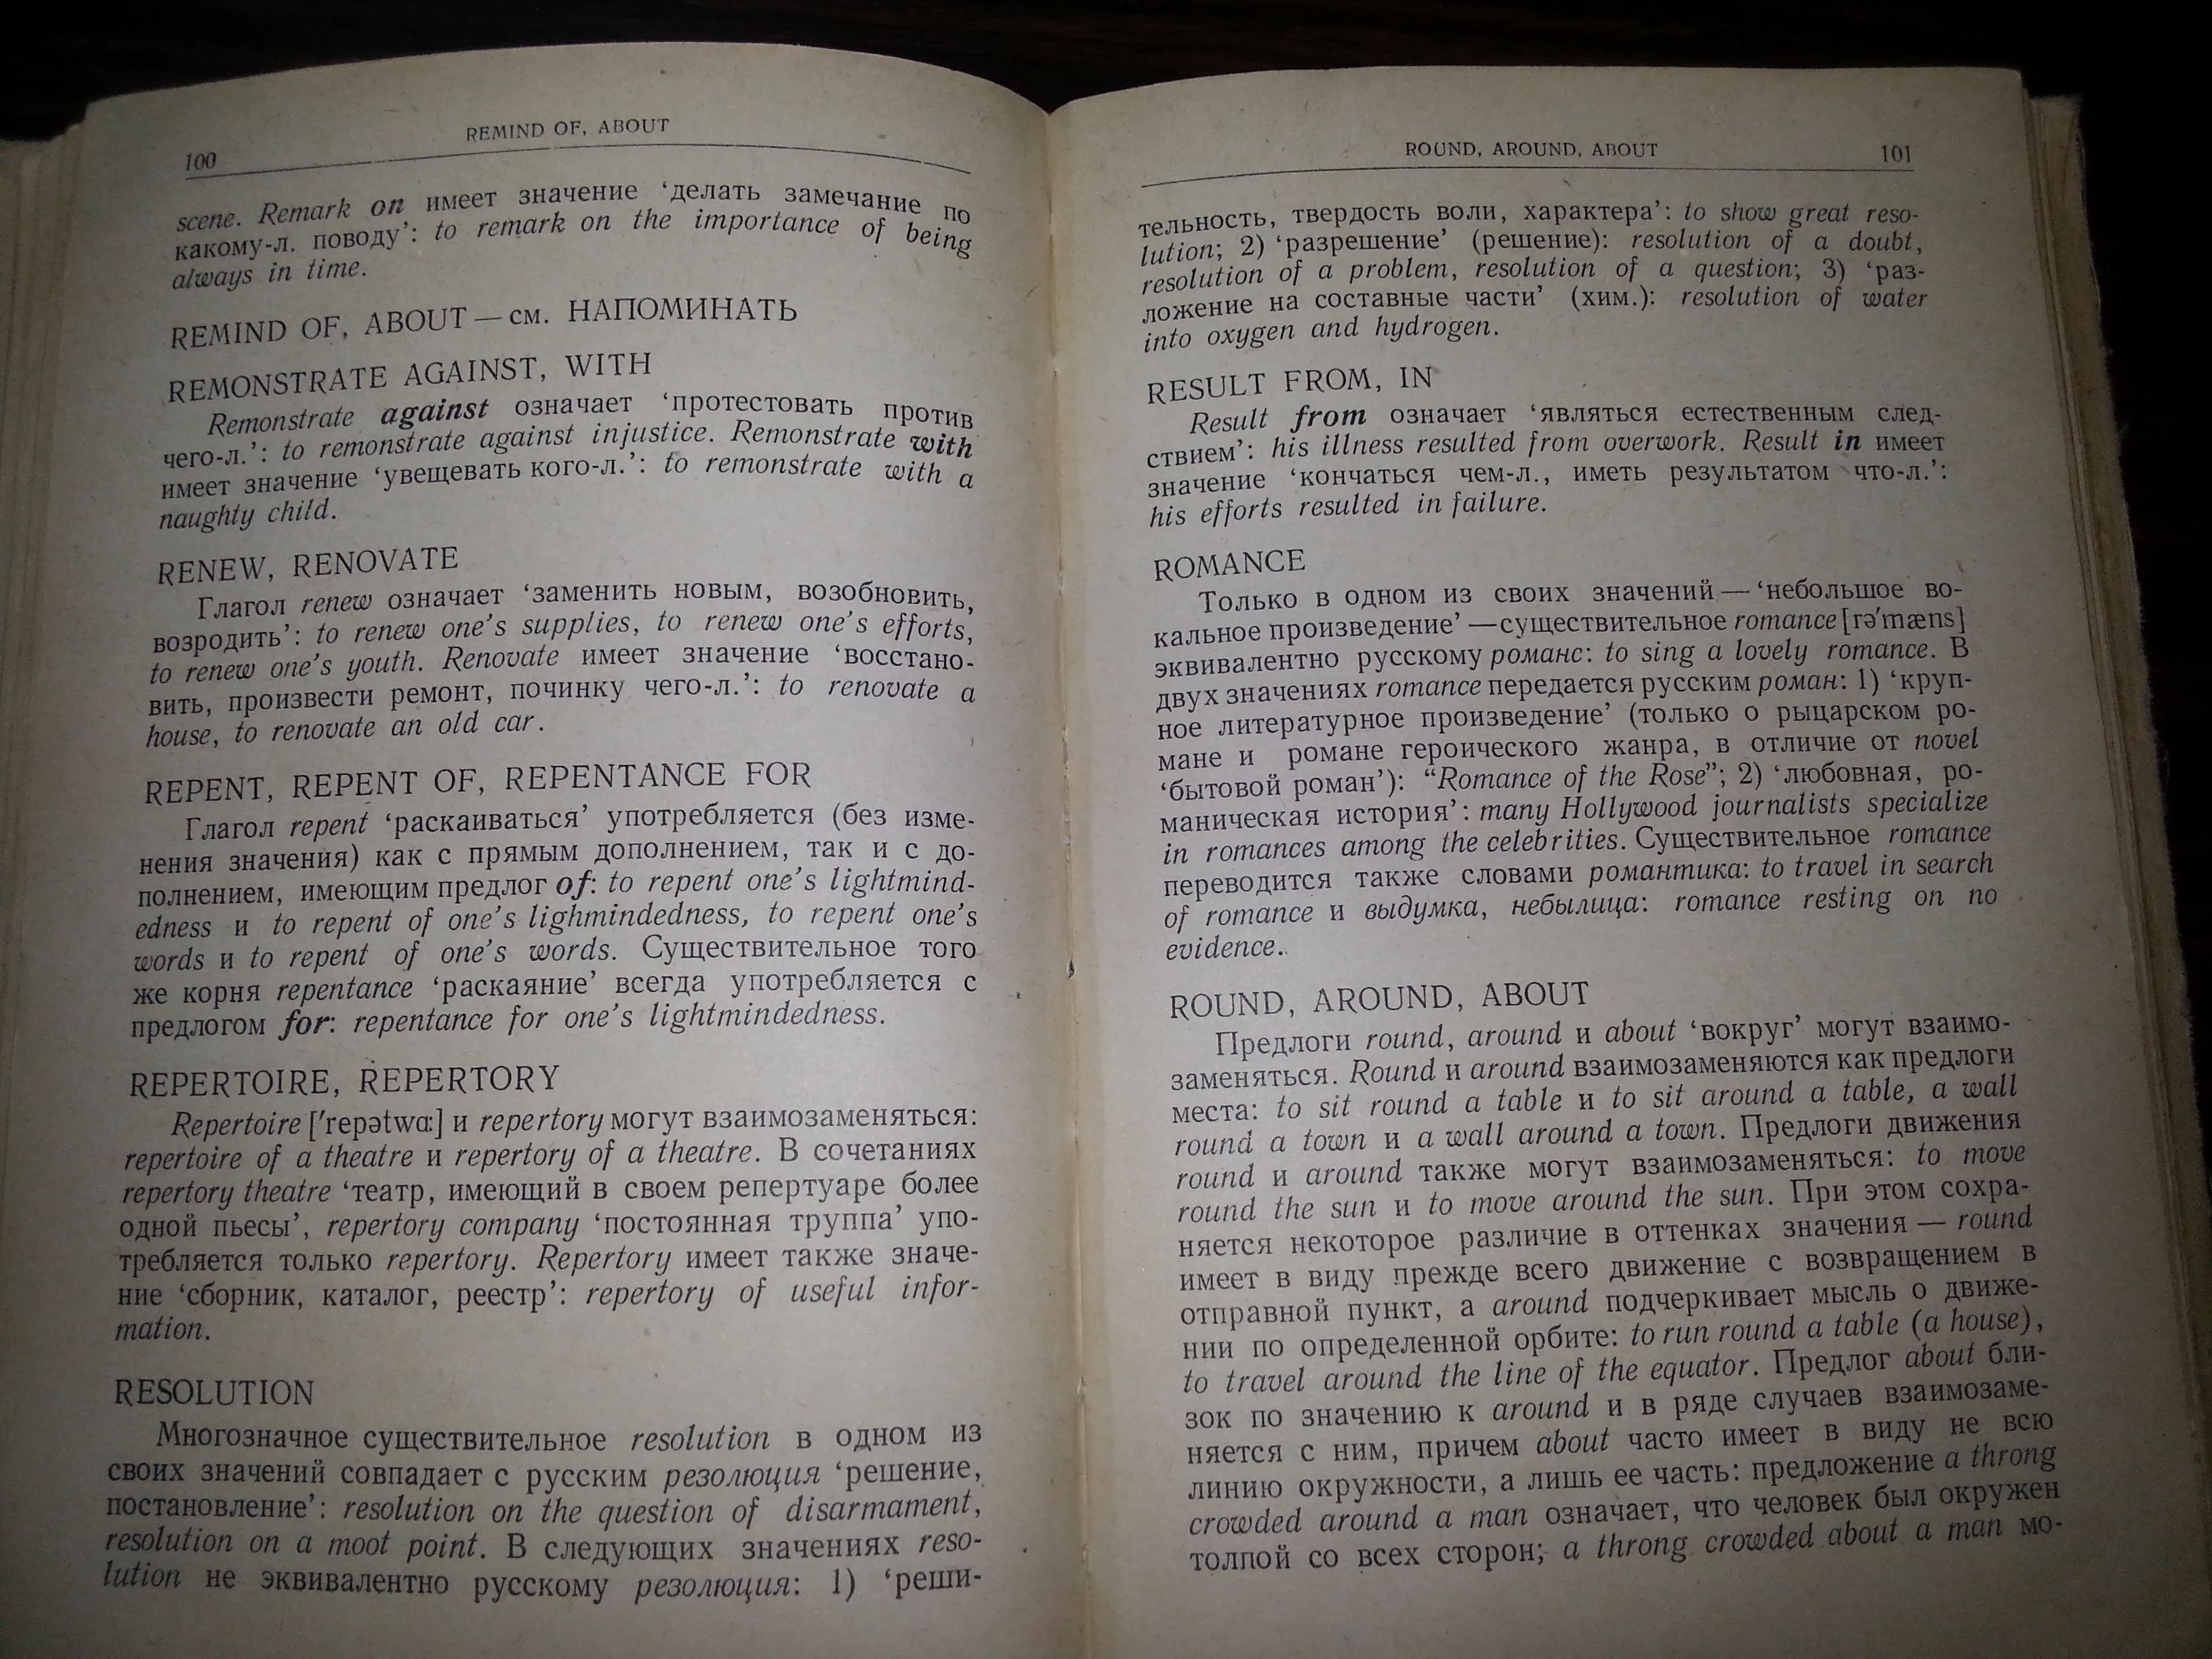 100
REMIND OF, ABOUT
scene. Remark on имеет значение ‘делать замечание по
какому-л. поводу’: to remark on the importance of being
always in time.
REMIND OF, ABOUT — см. НАПОМИНАТЬ
REMONSTRATE AGAINST, WITH
Remonstrate against означает ‘протестовать против
чего-л.’: to remonstrate against injustice. Remonstrate with
имеет значение ‘увещевать кого-л.’: to remonstrate with a
naughty child.
RENEW, RENOVATE
Глагол renew означает ‘заменить новым, возобновить,
возродить’: to renew one’s supplies, to renew one’s efforts,
to renew one’s youth. Renovate имеет значение ‘восстано-
вить, произвести ремонт, починку чего-л.’: to renovate a
house, to renovate an old car.
REPENT, REPENT OF, REPENTANCE FOR
Глагол repent ‘раскаиваться’ употребляется (без изме-
нения значения) как с прямым дополнением, так и с до-
полнением, имеющим предлог of: to repent one’s lightmind-
edness и to repent of one’s lighmindedness, to repent one’s
words и to repent of one’s words. Существительное того
же корня repentance ‘раскаяние’ всегда употребляется с
предлогом for: repentance for one’s lightmindedness.
REPERTOIRE, REPERTORY
Repertoire [ˈrepətwɑ:] и repertory могут взаимозаменяться:
repertoire of a theatre и repertory of a theatre. В сочетаниях
repertory theatre ‘театр, имеющий в своем репертуаре более
одной пьесы’, repertory company ‘постоянная труппа’ упо-
требляется только repertory. Repertory имеет также значе-
ние ‘сборник, каталог, реестр’: repertory of useful infor-
mation.
RESOLUTION
Многозначное существительное resolution в одном из
своих значений совпадает с русским резолюция ‘решение,
постановление’: resolution on the question of disarmament,
resolution on a moot point. В следующих значениях reso-
lution не эквивалентно русскому резолюция: 1) ‘реши-
ROUND, AROUND, ABOUT
101
тельность, твердость воли, характера’: to show great reso-
lution; 2) ‘разрешение’ (решение): resolution of a doubt,
resolution of a problem, resolution of a question; 3) ‘раз-
ложение на составные части’ (хим.): resolution of water
into oxygen and hydrogen.
RESULT FROM, IN
Result from означает ‘являться естественным след-
ствием’: his illness resulted from overwork. Result in имеет
значение ‘кончаться чем-л., иметь результатом что-л.’:
his efforts resulted in failure.
ROMANCE
Только в одном из своих значений — ‘небольшое во-
кальное произведение’ — существительное romance [rəˈmæns]
эквивалентно русскому романс: to sing a lovely romance. В
двух значениях romance передается русским роман: 1) ‘круп-
ное литературное произведение’ (только о рыцарском ро-
мане и романе героического жанра, в отличие от novel
‘бытовой роман’): “Romance of the Rose”; 2) ‘любовная, ро-
маническая история’: many Hollywood journalists specialize
in romances among the celebrities. Существительное romance
переводится также словами романтика: to travel in search
of romance и выдумка, небылица: romance resting on no
evidence.
ROUND, AROUND, ABOUT
Предлоги round, around и about ‘вокруг’ могут взаимо-
заменяться. Round и around взаимозаменяются как предлоги
места: to sit round a table и to sit around a table, a wall
round a town и a wall around a town. Предлоги движения
round и around также могут взаимозаменяться: to move
round the sun и to move around the sun. При этом сохра-
няется некоторое различие в оттенках значения — round
имеет в виду прежде всего движение с возвращением в
отправной пункт, а around подчеркивает мысль о движе-
нии по определенной орбите: to run round a table (a house),
to travel around the line of the equator. Предлог about бли-
зок по значению к around и в ряде случаев взаимозаме-
няется с ним, причем about часто имеет в виду не всю
линию окружности, а лишь ее часть: предложение a throng
crowded around a man означает, что человек был окружен
толпой со всех сторон; a throng crowded about a man мо-